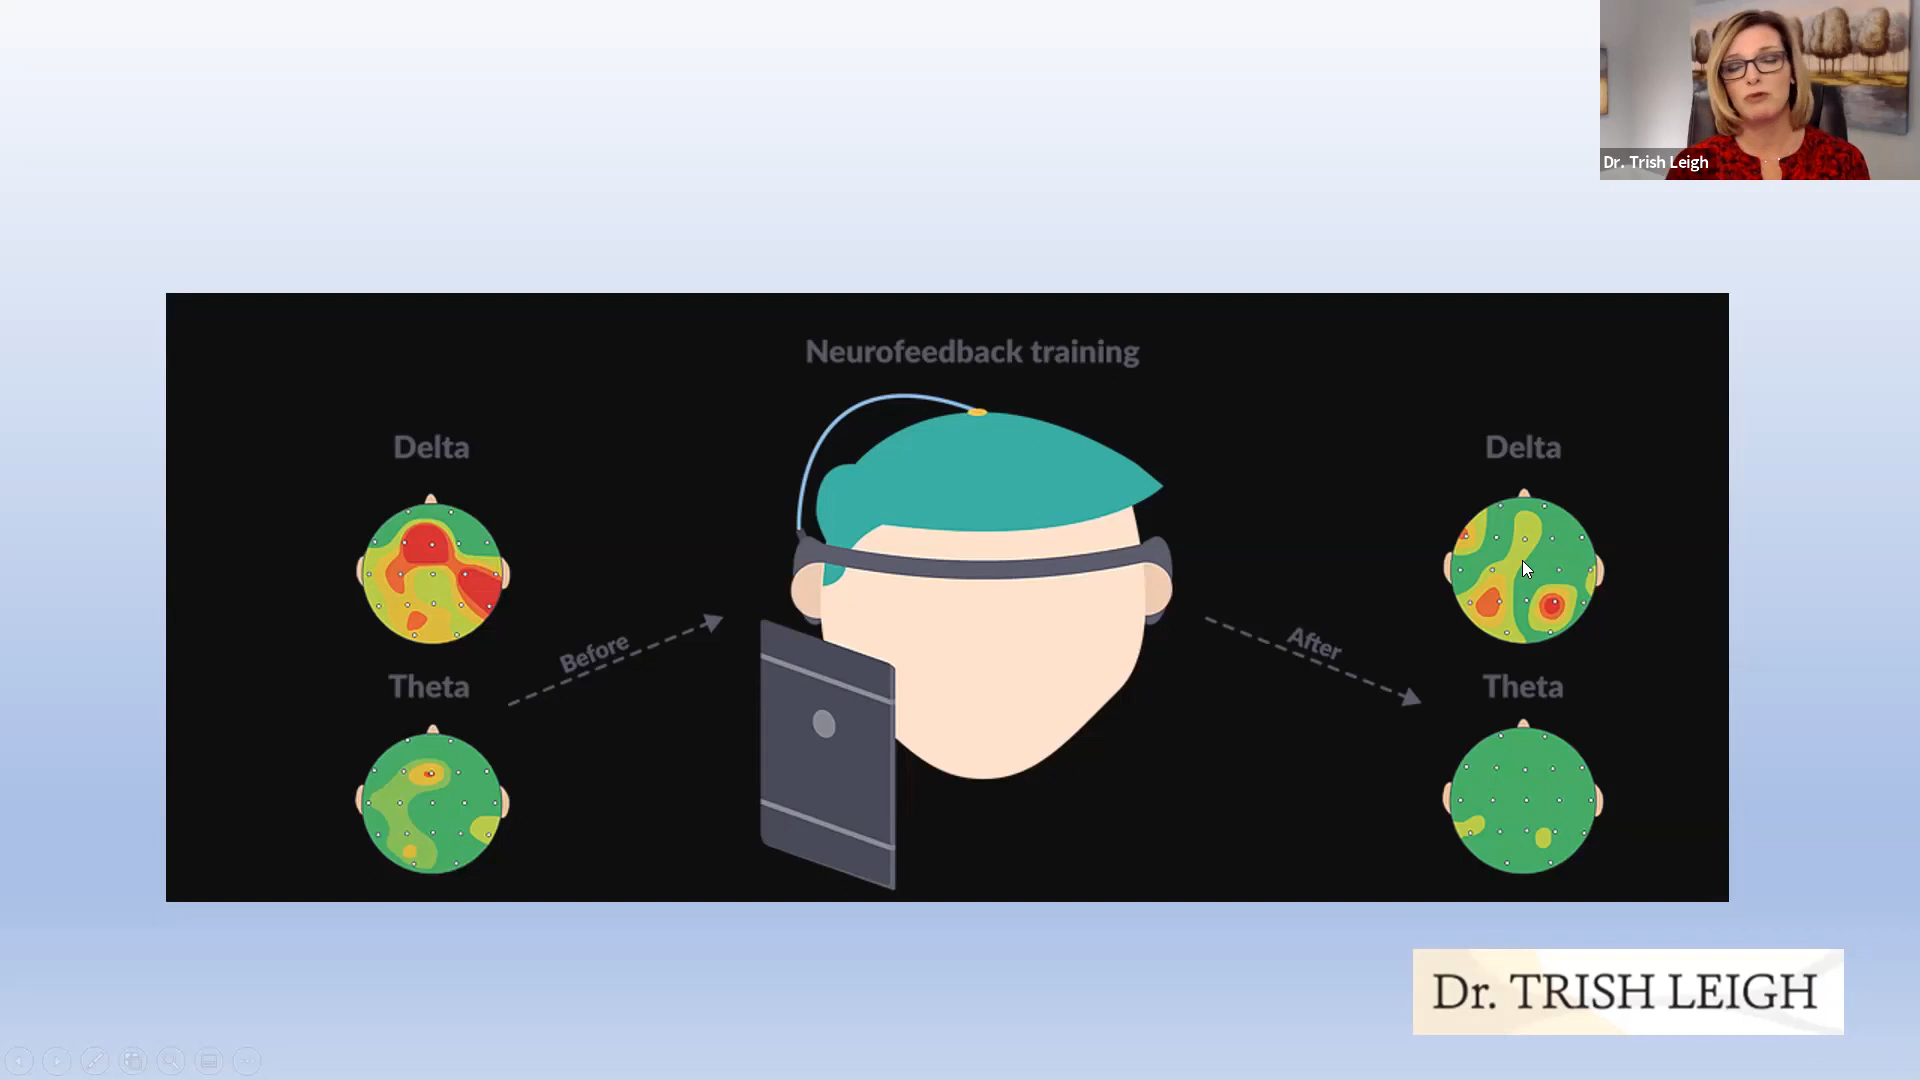 Dr. Trish Leigh
Neurofeedback training
Delta
Delta
Before
After
Theta
Theta
Dr. TRISH LEIGH